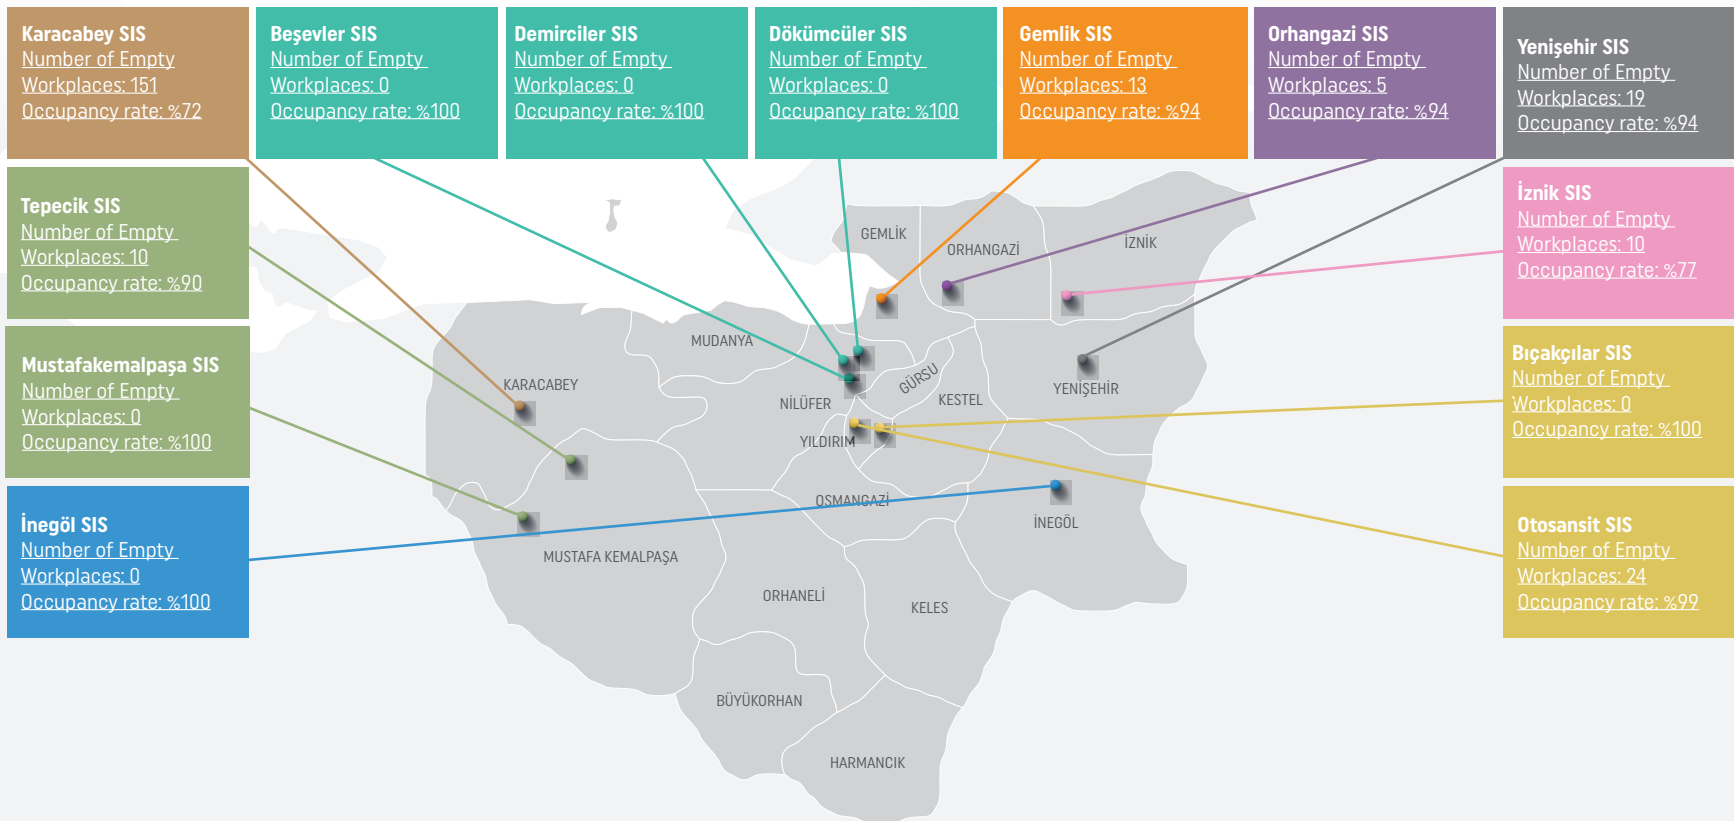 Karacabey SIS
Number of Empty
Workplaces: 151
Occupancy rate: %72
Beşevler SIS
Number of Empty
Workplaces: 0
Occupancy rate: %100
Demirciler SIS
Number of Empty
Workplaces: 0
Occupancy rate: %100
Dökümcüler SIS
Number of Empty
Workplaces: 0
Occupancy rate: %100
Gemlik SIS
Number of Empty
Workplaces: 13
Occupancy rate: %94
Orhangazi SIS
Number of Empty
Workplaces: 5
Occupancy rate: %94
Yenişehir SIS
Number of Empty
Workplaces: 19
Occupancy rate: %94
Tepecik SIS
Number of Empty
Workplaces: 10
Occupancy rate: %90
İznik SIS
Number of Empty
Workplaces: 10
Occupancy rate: %77
Mustafakemalpaşa SIS
Number of Empty
Workplaces: 0
Occupancy rate: %100
Bıçakçılar SIS
Number of Empty
Workplaces: 0
Occupancy rate: %100
İnegöl SIS
Number of Empty
Workplaces: 0
Occupancy rate: %100
Otosansit SIS
Number of Empty
Workplaces: 24
Occupancy rate: %99
GEMLİK
ORHANGAZİ
İZNİK
MUDANYA
KARACABEY
GÜRSU
YENİŞEHİR
NİLÜFER
KESTEL
YILDIRIM
OSMANGAZİ
İNEGÖL
MUSTAFA KEMALPAŞA
ORHANELİ
KELES
BÜYÜKORHAN
HARMANCIK